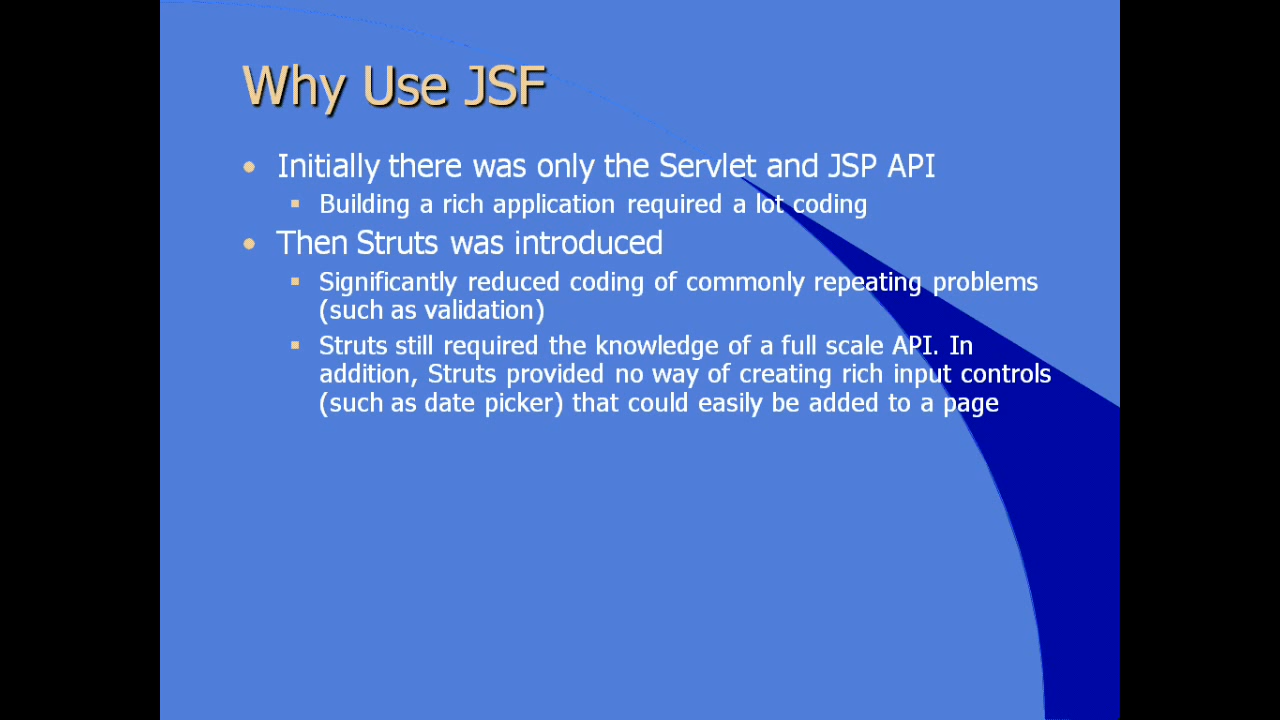 Why Use JSF
• Initially there was only the Servlet and JSP API
▪ Building a rich application required a lot coding
• Then Struts was introduced
▪ Significantly reduced coding of commonly repeating problems
(such as validation)
▪ Struts still required the knowledge of a full scale API. In
addition, Struts provided no way of creating rich input controls
(such as date picker) that could easily be added to a page